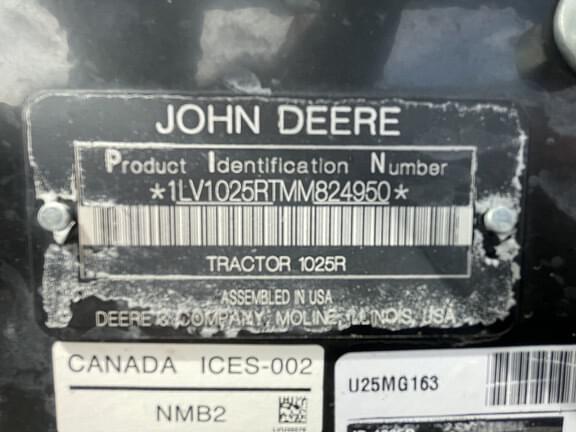 JOHN DEERE
Product Identification Number
*1LV1025RTMM824950*
TRACTOR 1025R
ASSEMBLED IN USA
DEERE & COMPANY, MOLINE, ILLINOIS, USA
CANADA ICES-002
NMB2
U25MG163